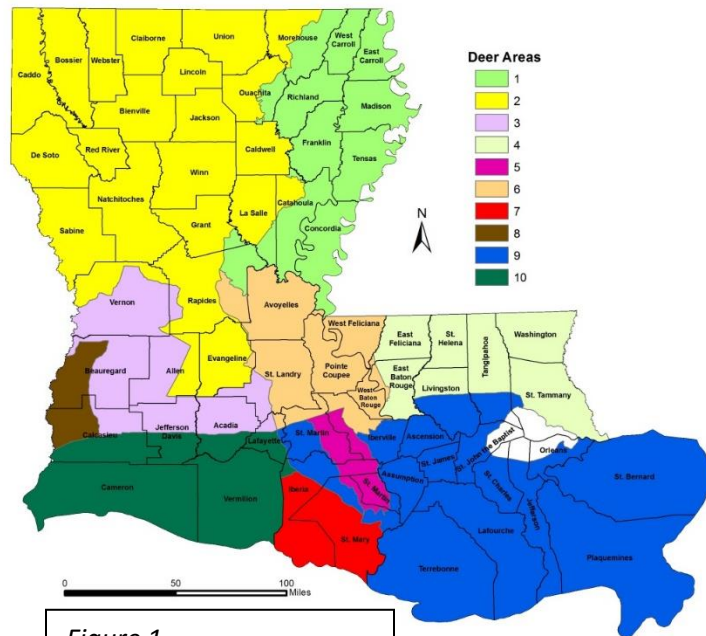 Claiborne
Union
Morehouse
West
Carroll
East
Carroll
Caddo
Bossier
Webster
Lincoln
Ouachita
Richland
Madison
Bienville
Jackson
Franklin
Tensas
De Soto
Red River
Caldwell
Winn
Natchitoches
Catahoula
La Salle
Sabine
Grant
Concordia
Rapides
Vernon
Avoyelles
West Feliciana
East
Feliciana
St.
Helena
Tangipahoa
Washington
Beauregard
Allen
Evangeline
St. Landry
Pointe
Coupee
West
Baton
Rouge
East
Baton
Rouge
Livingston
St. Tammany
Calcasieu
Jefferson
Davis
Acadia
Lafayette
St. Martin
Iberville
Ascension
St. James
St. John the Baptist
Orleans
Assumption
St. Charles
Jefferson
St. Bernard
Cameron
Vermilion
Iberia
St. Martin
St. Mary
Lafourche
Terrebonne
Plaquemines
N
Deer Areas
1
2
3
4
5
6
7
8
9
10
0 50 100
Miles
Figure 1